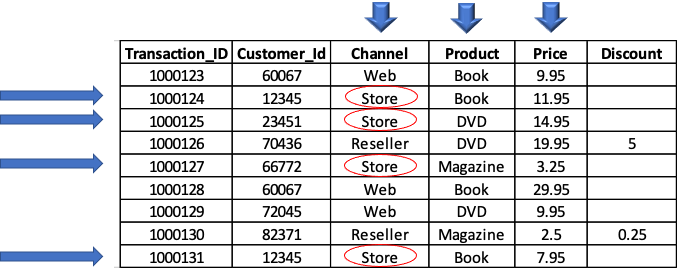 Transaction_ID Customer_Id Channel Product Price Discount
1000123 60067 Web Book 9.95
1000124 12345 Store Book 11.95
1000125 23451 Store DVD 14.95
1000126 70436 Reseller DVD 19.95 5
1000127 66772 Store Magazine 3.25
1000128 60067 Web Book 29.95
1000129 72045 Web DVD 9.95
1000130 82371 Reseller Magazine 2.5 0.25
1000131 12345 Store Book 7.95